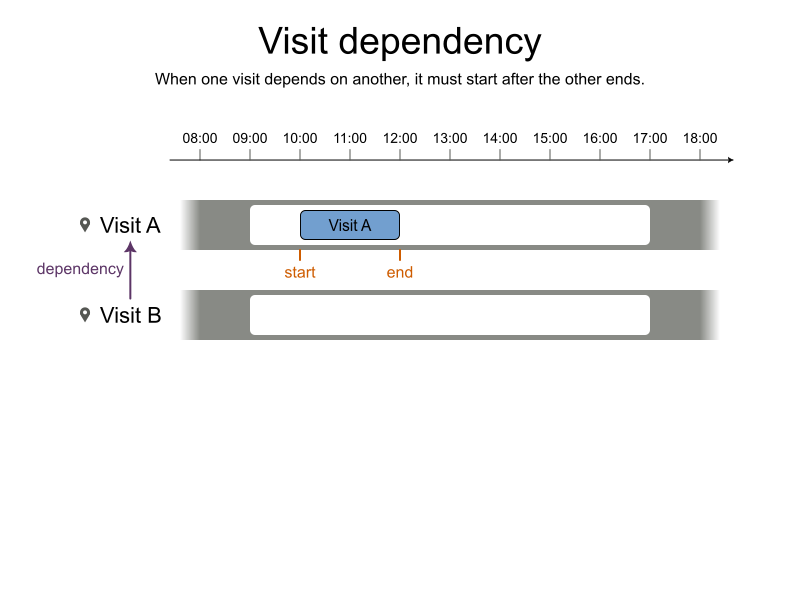 Visit dependency
When one visit depends on another, it must start after the other ends.
08:00 09:00 10:00 11:00 12:00 13:00 14:00 15:00 16:00 17:00 18:00
Visit A
Visit A
dependency
start
end
Visit B